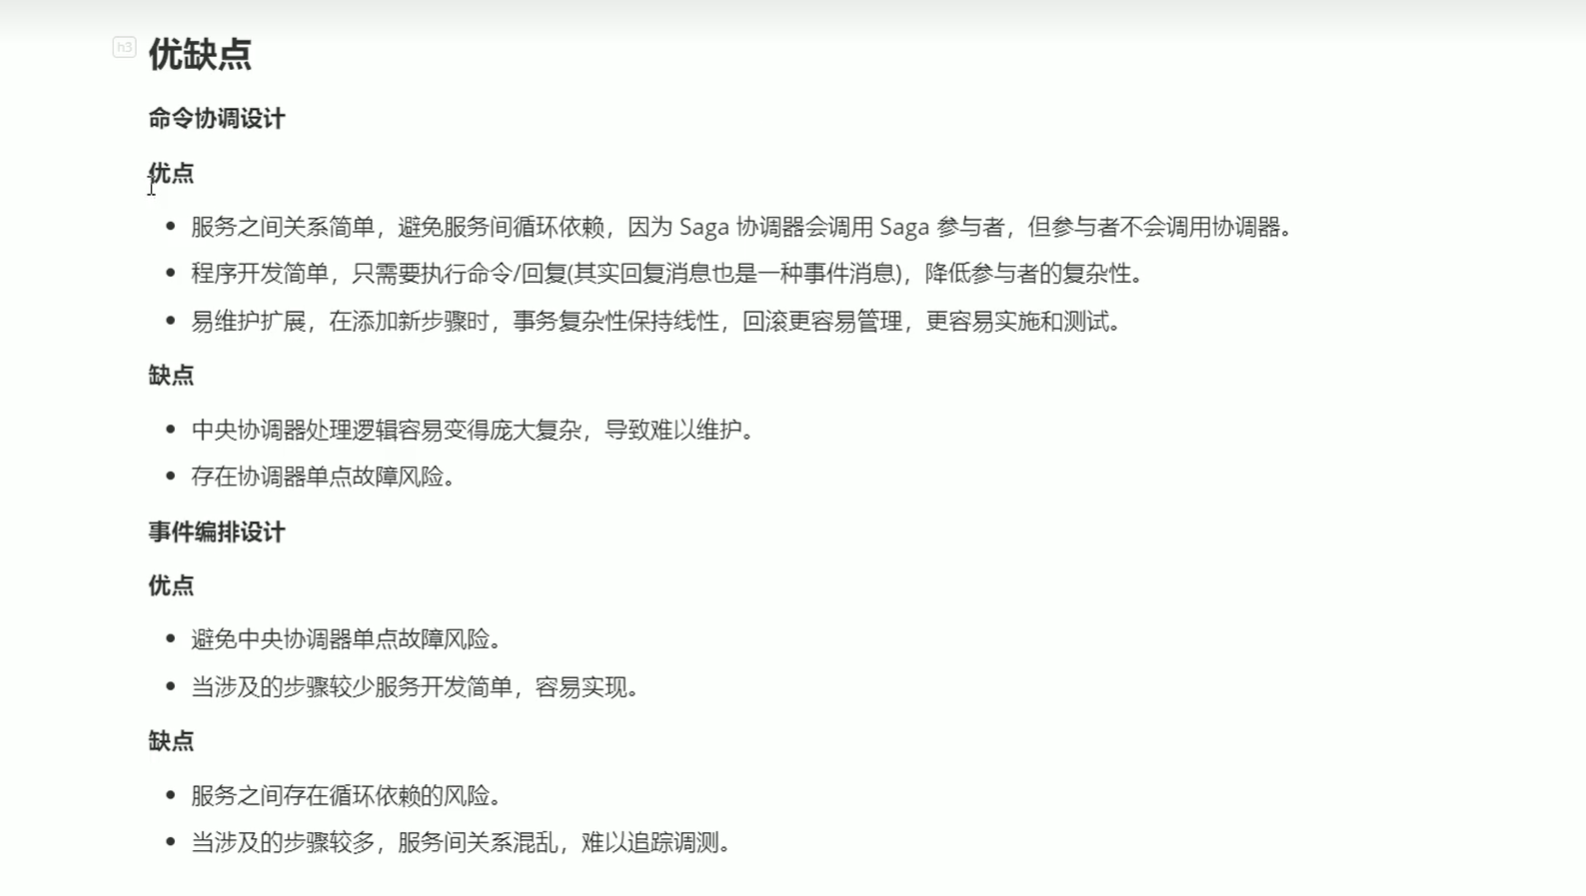 h3
优缺点
命令协调设计
优点
服务之间关系简单，避免服务间循环依赖，因为 Saga 协调器会调用 Saga 参与者，但参与者不会调用协调器。
程序开发简单，只需要执行命令/回复(其实回复消息也是一种事件消息)，降低参与者的复杂性。
易维护扩展，在添加新步骤时，事务复杂性保持线性，回滚更容易管理，更容易实施和测试。
缺点
中央协调器处理逻辑容易变得庞大复杂，导致难以维护。
存在协调器单点故障风险。
事件编排设计
优点
避免中央协调器单点故障风险。
当涉及的步骤较少服务开发简单，容易实现。
缺点
服务之间存在循环依赖的风险。
当涉及的步骤较多，服务间关系混乱，难以追踪调测。